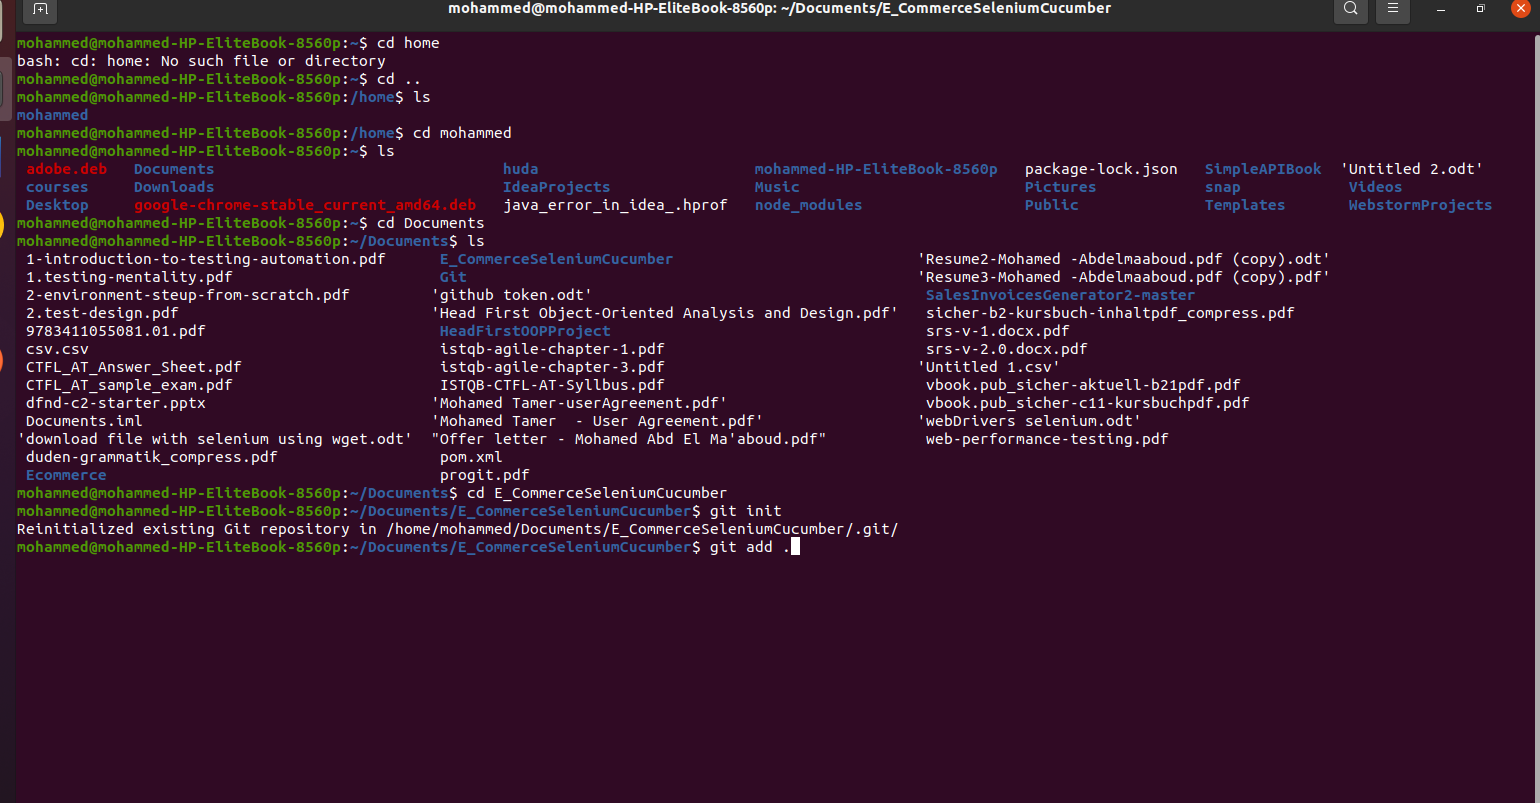 mohammed@mohammed-HP-EliteBook-8560p: ~/Documents/E_CommerceSeleniumCucumber
mohammed@mohammed-HP-EliteBook-8560p:~$ cd home
bash: cd: home: No such file or directory
mohammed@mohammed-HP-EliteBook-8560p:~$ cd ..
mohammed@mohammed-HP-EliteBook-8560p:/home$ ls
mohammed
mohammed@mohammed-HP-EliteBook-8560p:/home$ cd mohammed
mohammed@mohammed-HP-EliteBook-8560p:~$ ls
adobe.deb Documents huda mohammed-HP-EliteBook-8560p package-lock.json SimpleAPIBook 'Untitled 2.odt'
courses Downloads IdeaProjects Music Pictures snap Videos
Desktop google-chrome-stable_current_amd64.deb java_error_in_idea_.hprof node_modules Public Templates WebstormProjects
mohammed@mohammed-HP-EliteBook-8560p:~$ cd Documents
mohammed@mohammed-HP-EliteBook-8560p:~/Documents$ ls
1-introduction-to-testing-automation.pdf E_CommerceSeleniumCucumber 'Resume2-Mohamed -Abdelmaaboud.pdf (copy).odt'
1.testing-mentality.pdf Git 'Resume3-Mohamed -Abdelmaaboud.pdf (copy).pdf'
2-environment-steup-from-scratch.pdf 'github token.odt' SalesInvoicesGenerator2-master
2.test-design.pdf 'Head First Object-Oriented Analysis and Design.pdf' sicher-b2-kursbuch-inhaltpdf_compress.pdf
9783411055081.01.pdf HeadFirstOOPProject srs-v-1.docx.pdf
csv.csv istqb-agile-chapter-1.pdf srs-v-2.0.docx.pdf
CTFL_AT_Answer_Sheet.pdf istqb-agile-chapter-3.pdf 'Untitled 1.csv'
CTFL_AT_sample_exam.pdf ISTQB-CTFL-AT-Syllbus.pdf vbook.pub_sicher-aktuell-b21pdf.pdf
dfnd-c2-starter.pptx 'Mohamed Tamer-userAgreement.pdf' vbook.pub_sicher-c11-kursbuchpdf.pdf
Documents.iml 'Mohamed Tamer  - User Agreement.pdf' 'webDrivers selenium.odt'
'download file with selenium using wget.odt' "Offer letter - Mohamed Abd El Ma'aboud.pdf" web-performance-testing.pdf
duden-grammatik_compress.pdf pom.xml
Ecommerce progit.pdf
mohammed@mohammed-HP-EliteBook-8560p:~/Documents$ cd E_CommerceSeleniumCucumber
mohammed@mohammed-HP-EliteBook-8560p:~/Documents/E_CommerceSeleniumCucumber$ git init
Reinitialized existing Git repository in /home/mohammed/Documents/E_CommerceSeleniumCucumber/.git/
mohammed@mohammed-HP-EliteBook-8560p:~/Documents/E_CommerceSeleniumCucumber$ git add .